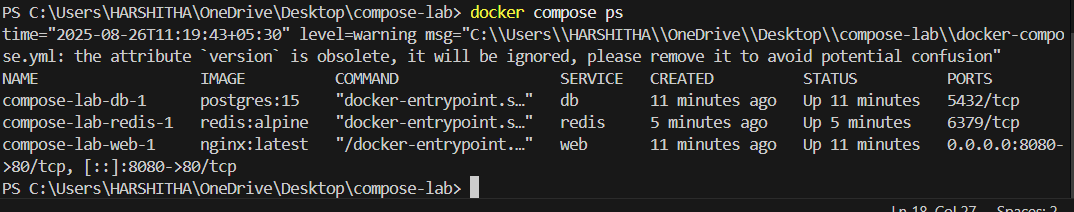 PS C:\Users\HARSHITHA\OneDrive\Desktop\compose-lab> docker compose ps
time="2025-08-26T11:19:43+05:30" level=warning msg="C:\\Users\\HARSHITHA\\OneDrive\\Desktop\\compose-lab\\docker-compo
se.yml: the attribute `version` is obsolete, it will be ignored, please remove it to avoid potential confusion"
NAME IMAGE COMMAND SERVICE CREATED STATUS PORTS
compose-lab-db-1 postgres:15 "docker-entrypoint.s…" db 11 minutes ago Up 11 minutes 5432/tcp
compose-lab-redis-1 redis:alpine "docker-entrypoint.s…" redis 5 minutes ago Up 5 minutes 6379/tcp
compose-lab-web-1 nginx:latest "/docker-entrypoint.…" web 11 minutes ago Up 11 minutes 0.0.0.0:8080-
>80/tcp, [::]:8080->80/tcp
PS C:\Users\HARSHITHA\OneDrive\Desktop\compose-lab>
Ln 18, Col 27 Spaces: 2